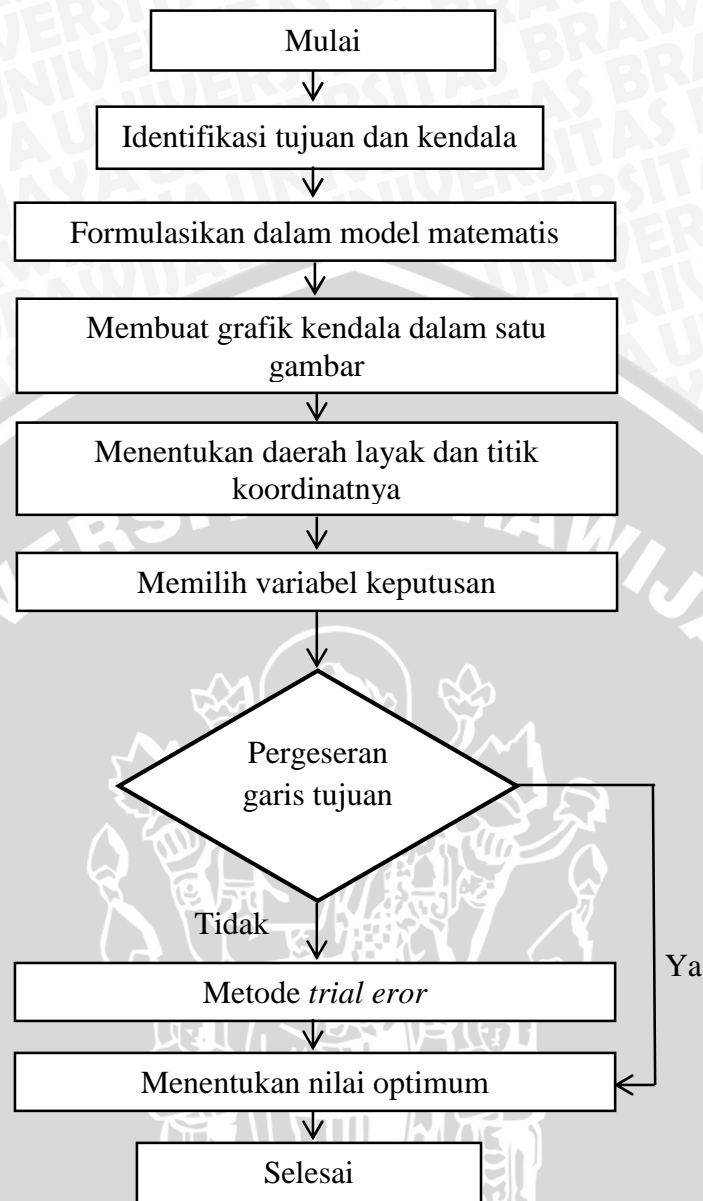 Mulai
Identifikasi tujuan dan kendala
Formulasikan dalam model matematis
Membuat grafik kendala dalam satu
gambar
Menentukan daerah layak dan titik
koordinatnya
Memilih variabel keputusan
Pergeseran
garis tujuan
Tidak
Ya
Metode trial eror
Menentukan nilai optimum
Selesai